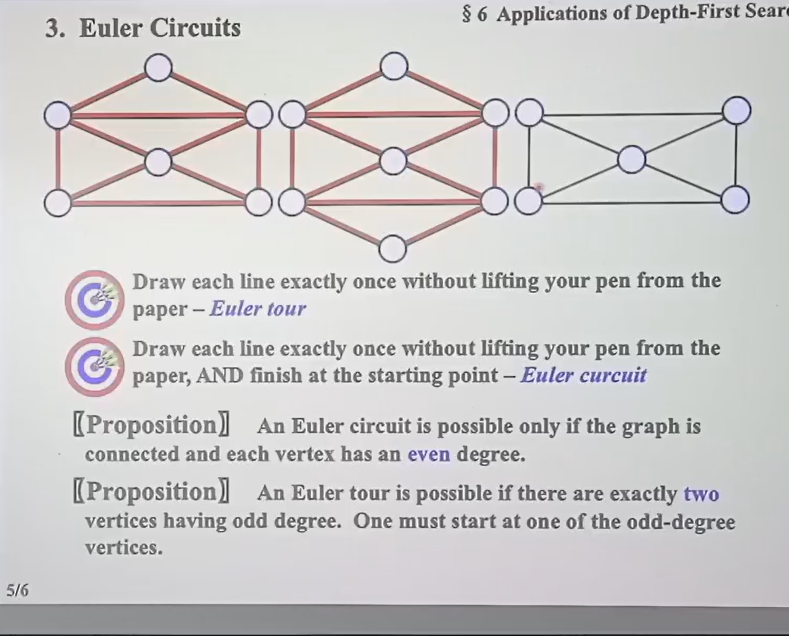 § 6 Applications of Depth-First
3. Euler Circuits
Draw each line exactly once without lifting your pen from the
paper – Euler tour
Draw each line exactly once without lifting your pen from the
paper, AND finish at the starting point – Euler curcuit
〖Proposition〗 An Euler circuit is possible only if the graph is
connected and each vertex has an even degree.
〖Proposition〗 An Euler tour is possible if there are exactly two
vertices having odd degree. One must start at one of the odd-degree
vertices.
5/6